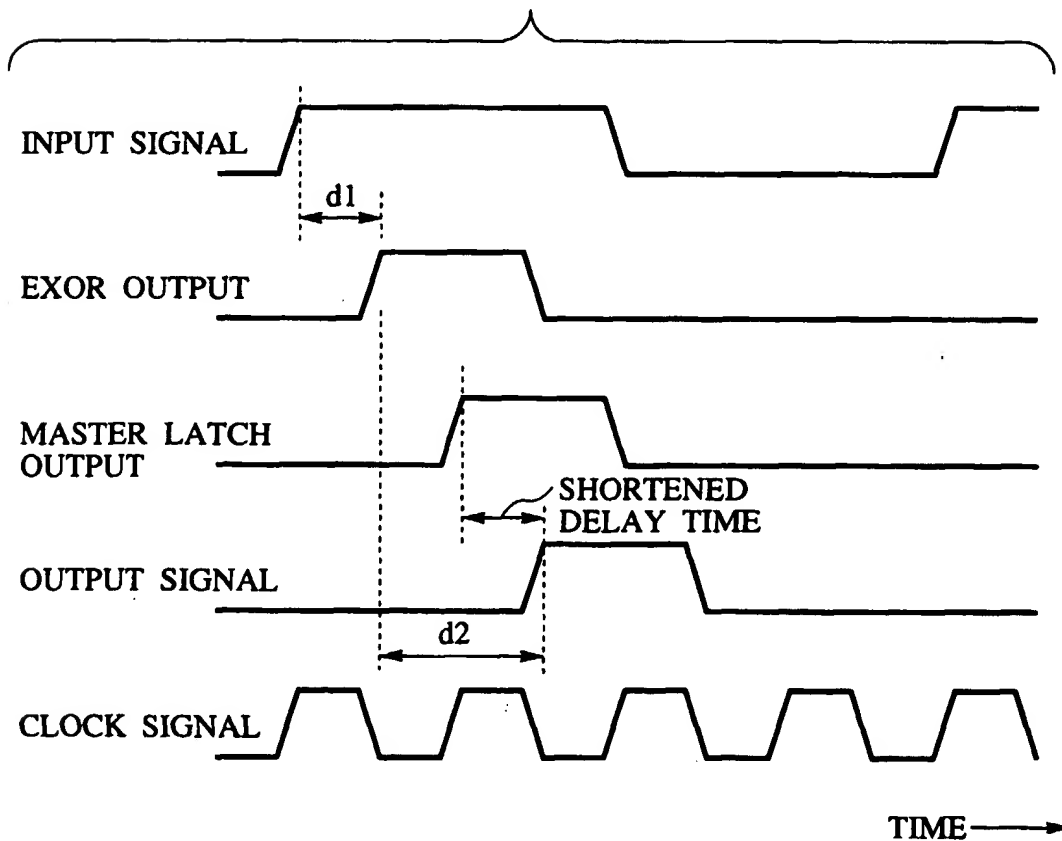 INPUT SIGNAL
d1
EXOR OUTPUT
MASTER LATCH
OUTPUT
SHORTENED
DELAY TIME
OUTPUT SIGNAL
d2
CLOCK SIGNAL
TIME